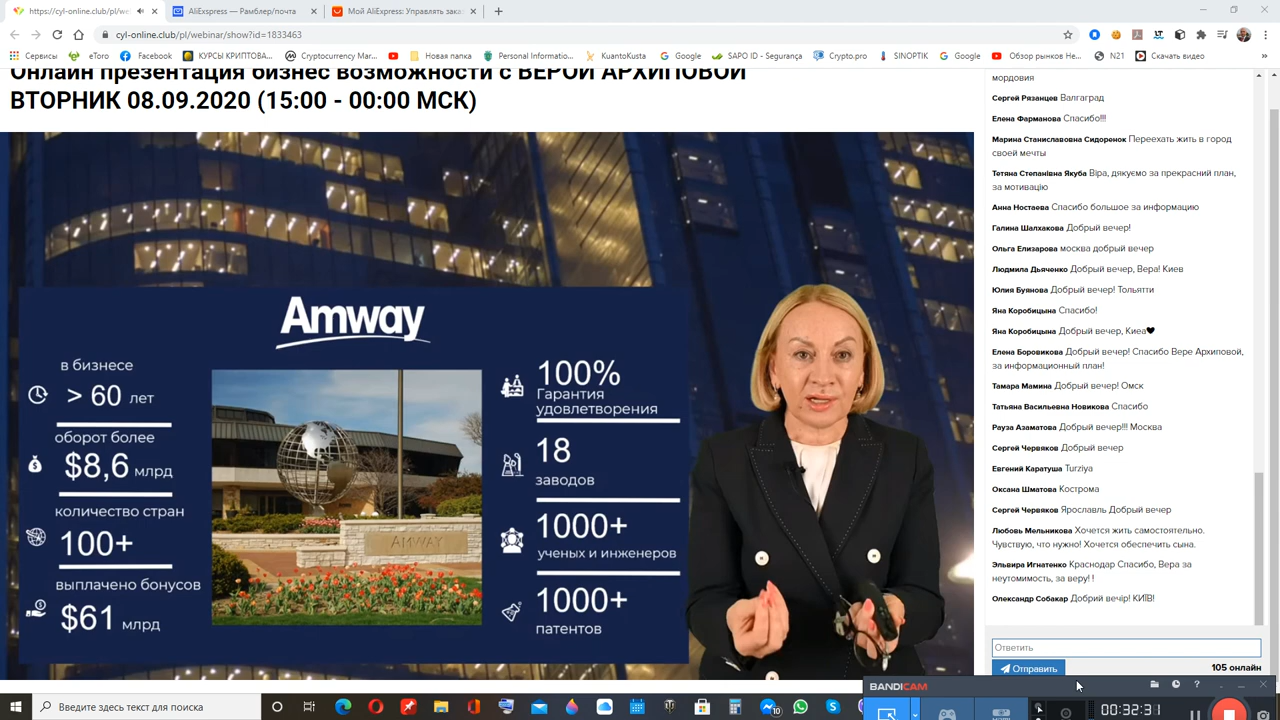 https://cyl-online.club/pl/we
AliExspress — Рамблер/почта
Мой AliExpress: Управлять зака
cyl-online.club/pl/webinar/show?id=1833463
Сервисы
eToro
Facebook
КУРСЫ КРИПТОВА...
Cryptocurrency Mar...
Новая папка
Personal Informatio...
KuantoKusta
Google
SAPO ID - Segurança
Crypto.pro
SINOPTIK
Google
Обзор рынков Не...
N21
Скачать видео
Онлайн презентация бизнес возможности с ВЕРОЙ АРХИПОВОЙ
ВТОРНИК 08.09.2020 (15:00 - 00:00 МСК)
Amway
в бизнесе
> 60 лет
оборот более
$8,6 млрд
количество стран
100+
выплачено бонусов
$61 млрд
AMWAY
100%
Гарантия
удовлетворения
18
заводов
1000+
ученых и инженеров
1000+
патентов
мордовия
Сергей Рязанцев Валгаград
Елена Фарманова Спасибо!!!
Марина Станиславовна Сидоренок Переехать жить в город
своей мечты
Тетяна Степанівна Якуба Віра, дякуємо за прекрасний план,
за мотивацію
Анна Ностаева Спасибо большое за информацию
Галина Шалхакова Добрый вечер!
Ольга Елизарова москва добрый вечер
Людмила Дьяченко Добрый вечер, Вера! Киев
Юлия Буянова Добрый вечер! Тольятти
Яна Коробицына Спасибо!
Яна Коробицына Добрый вечер, Киеа♥
Елена Боровикова Добрый вечер! Спасибо Вере Архиповой,
за информационный план!
Тамара Мамина Добрый вечер! Омск
Татьяна Васильевна Новикова Спасибо
Рауза Азаматова Добрый вечер!!! Москва
Сергей Червяков Добрый вечер
Евгений Каратуша Turziya
Оксана Шматова Кострома
Сергей Червяков Ярославль Добрый вечер
Любовь Мельникова Хочется жить самостоятельно.
Чувствую, что нужно! Хочется обеспечить сына.
Эльвира Игнатенко Краснодар Спасибо, Вера за
неутомимость, за веру! !
Олександр Собакар Добрий вечір! КИЇВ!
Ответить
Отправить
105 онлайн
BANDICAM
00:32:31
Введите здесь текст для поиска
10